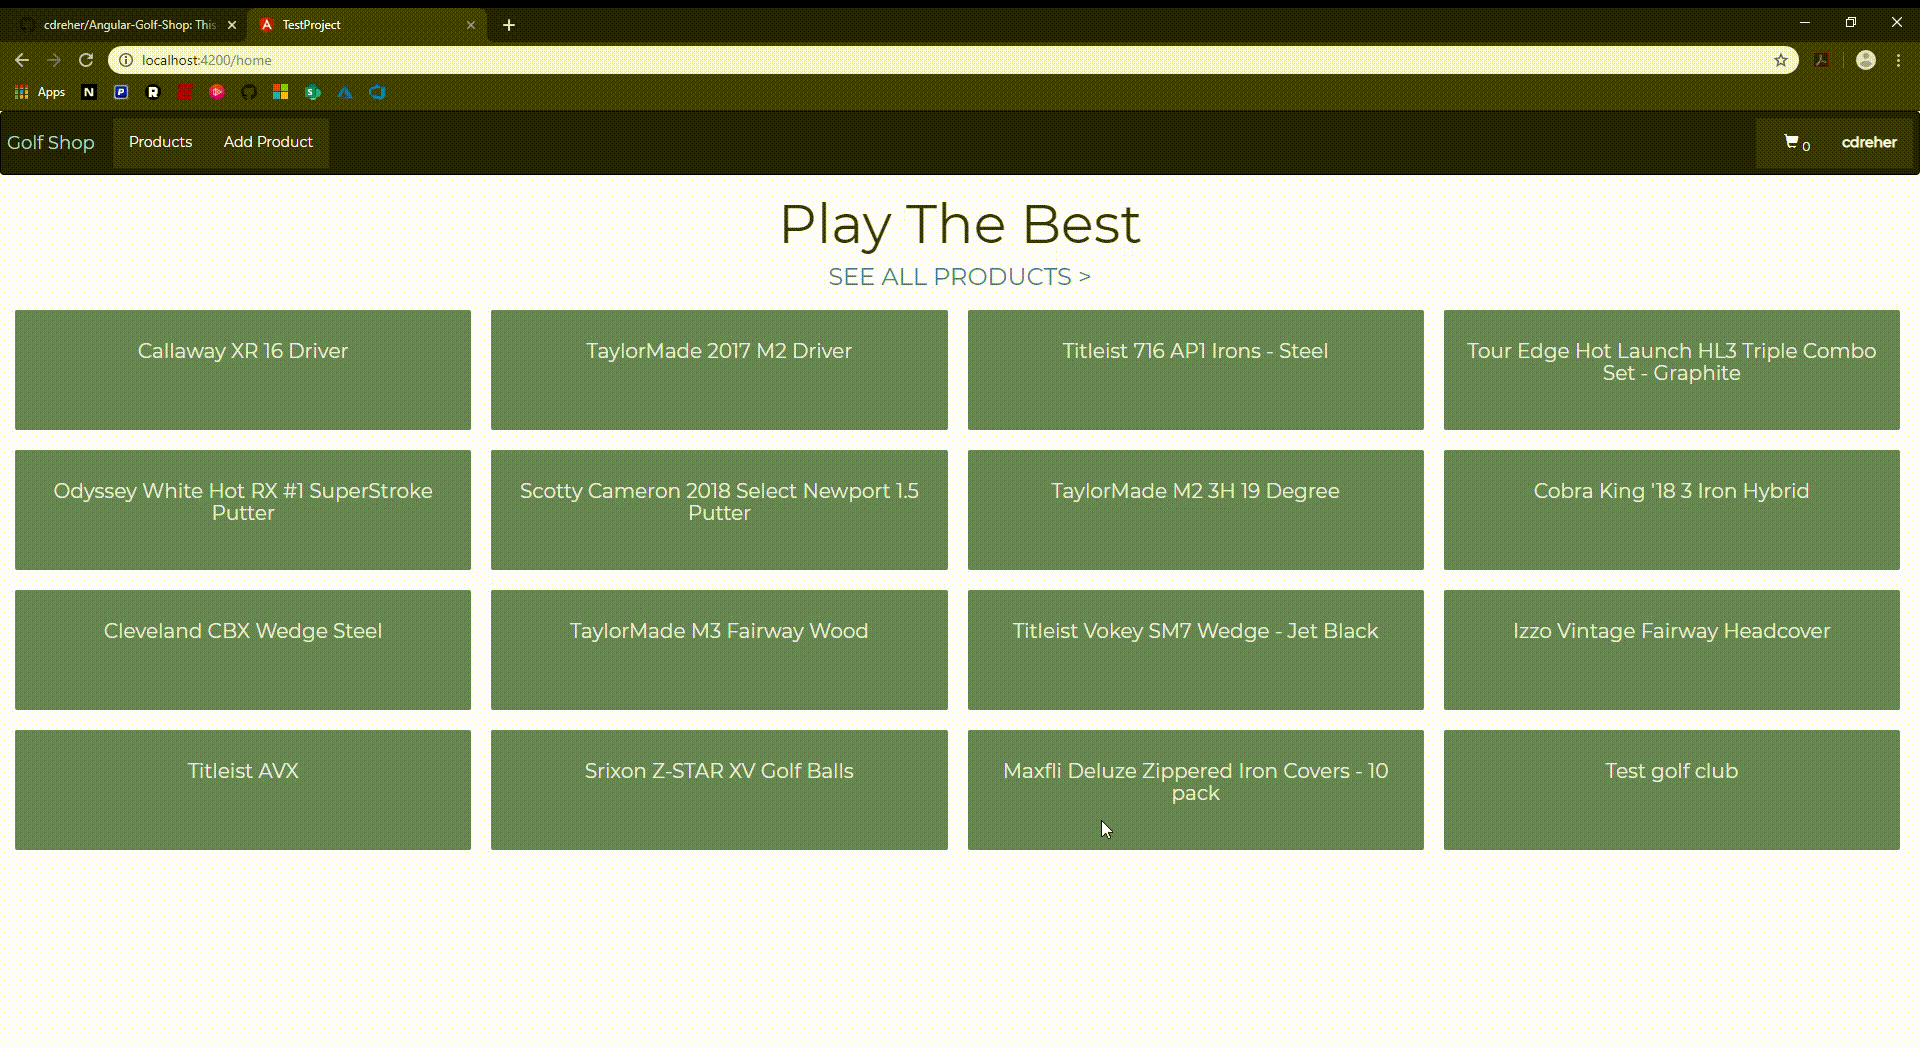 cdreher/Angular-Golf-Shop: This
TestProject
localhost:4200/home
Apps
Golf Shop
Products
Add Product
0
cdreher
Play The Best
SEE ALL PRODUCTS >
Callaway XR 16 Driver
TaylorMade 2017 M2 Driver
Titleist 716 AP1 Irons - Steel
Tour Edge Hot Launch HL3 Triple Combo
Set - Graphite
Odyssey White Hot RX #1 SuperStroke
Putter
Scotty Cameron 2018 Select Newport 1.5
Putter
TaylorMade M2 3H 19 Degree
Cobra King '18 3 Iron Hybrid
Cleveland CBX Wedge Steel
TaylorMade M3 Fairway Wood
Titleist Vokey SM7 Wedge - Jet Black
Izzo Vintage Fairway Headcover
Titleist AVX
Srixon Z-STAR XV Golf Balls
Maxfli Deluze Zippered Iron Covers - 10
pack
Test golf club